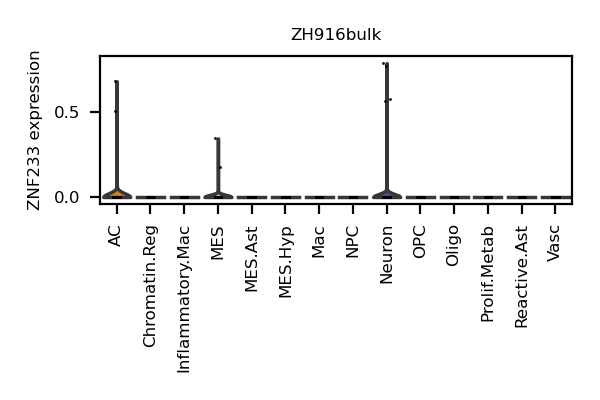 ZH916bulk
ZNF233 expression
0.5
0.0
AC
Chromatin.Reg
Inflammatory.Mac
MES
MES.Ast
MES.Hyp
Mac
NPC
Neuron
OPC
Oligo
Prolif.Metab
Reactive.Ast
Vasc